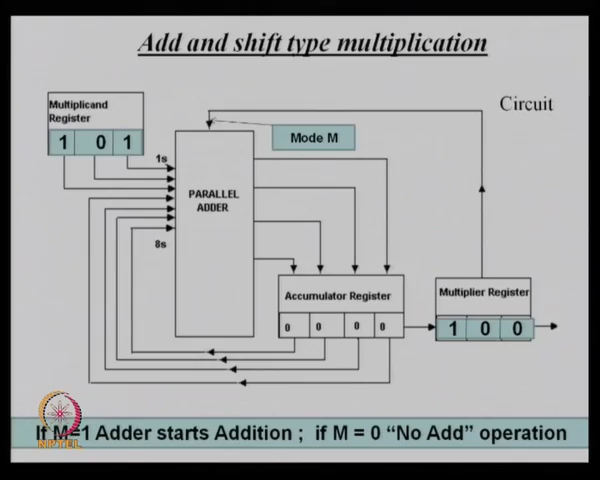 Add and shift type multiplication
Multiplicand
Register
1 0 1
Circuit
Mode M
1s
PARALLEL
ADDER
8s
Accumulator Register
0 0 0 0
Multiplier Register
1 0 0
If M=1 Adder starts Addition ; if M = 0 “No Add” operation
NPTEL